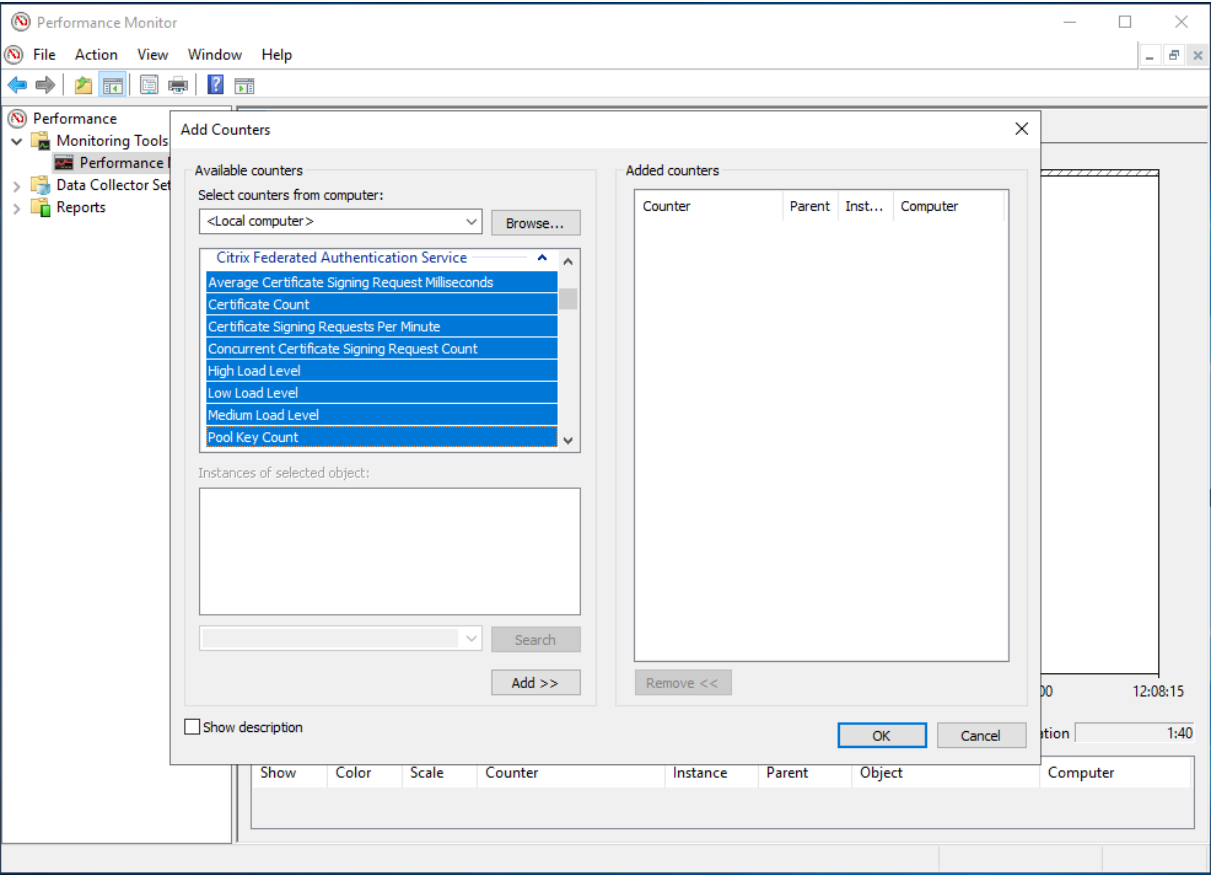 Performance Monitor
File Action View Window Help
Performance
Monitoring Tools
Performance
Data Collector Set
Reports
Add Counters
Available counters
Select counters from computer:
<Local computer>
Browse...
Citrix Federated Authentication Service
Average Certificate Signing Request Milliseconds
Certificate Count
Certificate Signing Requests Per Minute
Concurrent Certificate Signing Request Count
High Load Level
Low Load Level
Medium Load Level
Pool Key Count
Instances of selected object:
Search
Add >>
Show description
Added counters
Counter Parent Inst... Computer
Remove <<
OK Cancel
00 12:08:15
ation 1:40
Show Color Scale Counter Instance Parent Object Computer